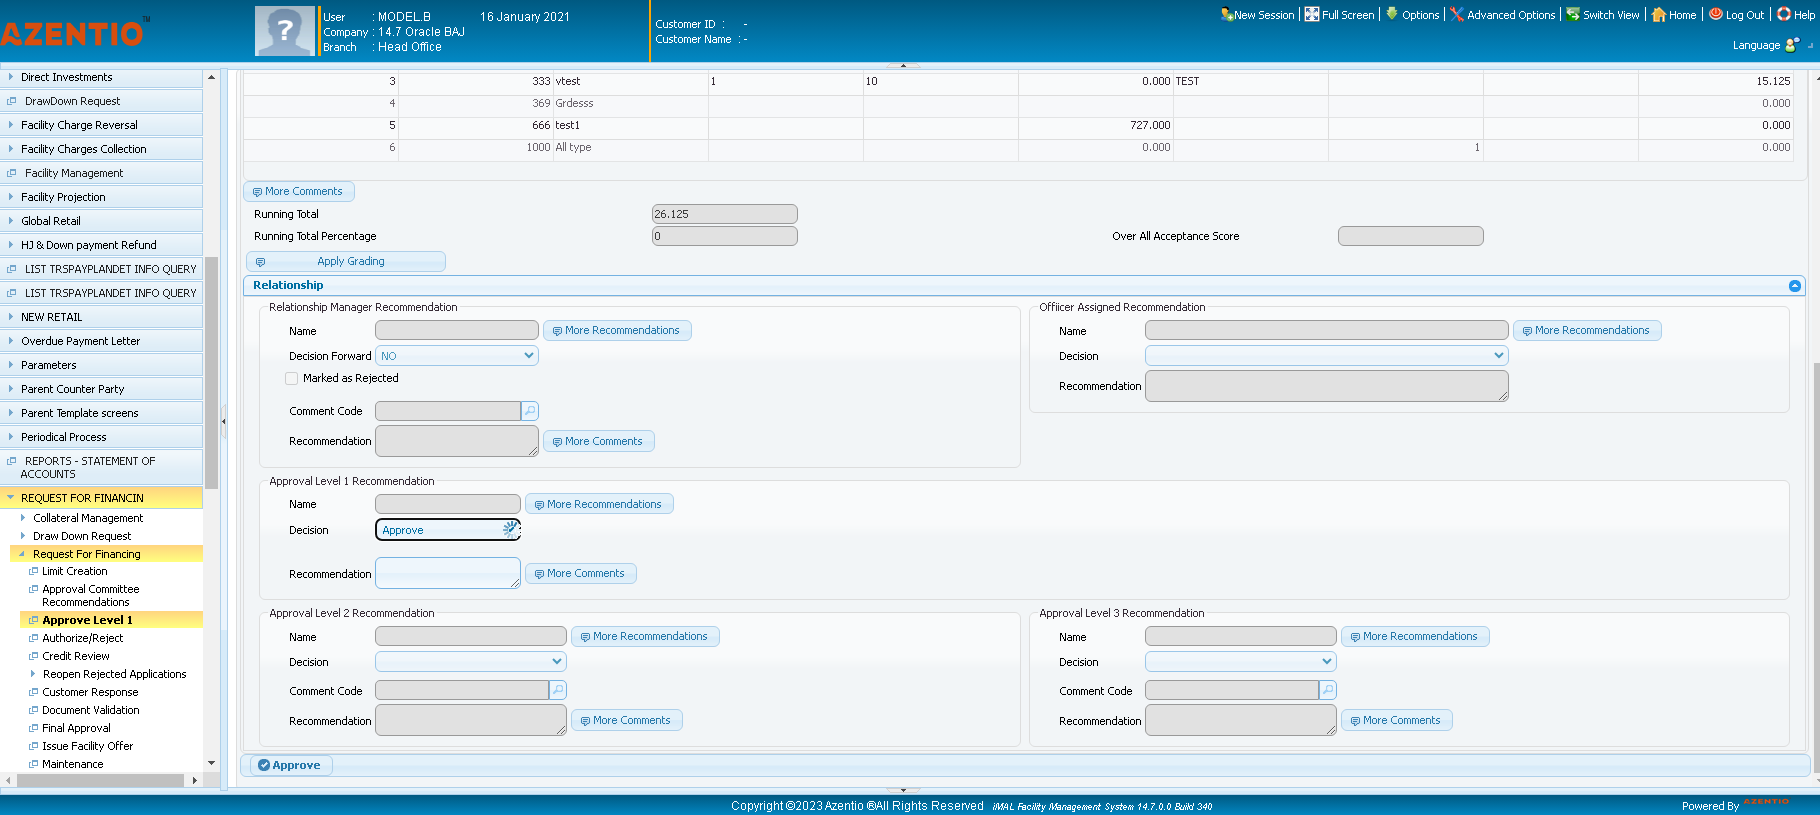 AZENTIO™
User : MODEL.B 16 January 2021
Company : 14.7 Oracle BAJ
Branch : Head Office
Customer ID : -
Customer Name : -
New Session Full Screen Options Advanced Options Switch View Home Log Out Help
Language
Direct Investments
DrawDown Request
Facility Charge Reversal
Facility Charges Collection
Facility Management
Facility Projection
Global Retail
HJ & Down payment Refund
LIST TRSPAYPLANDET INFO QUERY
LIST TRSPAYPLANDET INFO QUERY
NEW RETAIL
Overdue Payment Letter
Parameters
Parent Counter Party
Parent Template screens
Periodical Process
REPORTS - STATEMENT OF
ACCOUNTS
REQUEST FOR FINANCIN
Collateral Management
Draw Down Request
Request For Financing
Limit Creation
Approval Committee
Recommendations
Approve Level 1
Authorize/Reject
Credit Review
Reopen Rejected Applications
Customer Response
Document Validation
Final Approval
Issue Facility Offer
Maintenance
3 333 vtest 1 10 0.000 TEST 15.125
4 369 Grdesss 0.000
5 666 test1 727.000 0.000
6 1000 All type 0.000 1 0.000
More Comments
Running Total 26.125
Running Total Percentage 0 Over All Acceptance Score
Apply Grading
Relationship
Relationship Manager Recommendation
Name More Recommendations
Decision Forward NO
Marked as Rejected
Comment Code
Recommendation More Comments
Offiicer Assigned Recommendation
Name More Recommendations
Decision
Recommendation
Approval Level 1 Recommendation
Name More Recommendations
Decision Approve
Recommendation More Comments
Approval Level 2 Recommendation
Name More Recommendations
Decision
Comment Code
Recommendation More Comments
Approval Level 3 Recommendation
Name More Recommendations
Decision
Comment Code
Recommendation More Comments
Approve
Copyright ©2023 Azentio ®All Rights Reserved iMAL Facility Management System 14.7.0.0 Build 340
Powered By AZENTIO